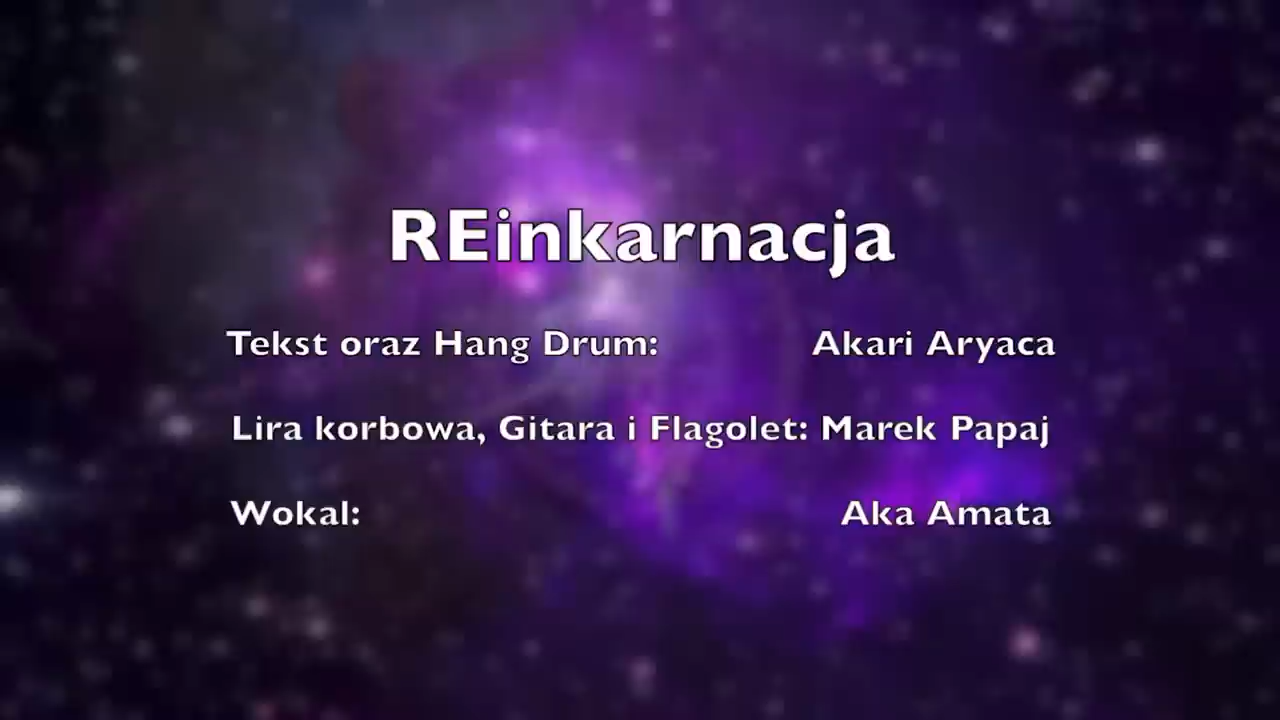 REinkarnacja
Tekst oraz Hang Drum: Akari Aryaca
Lira korbowa, Gitara i Flagolet: Marek Papaj
Wokal: Aka Amata